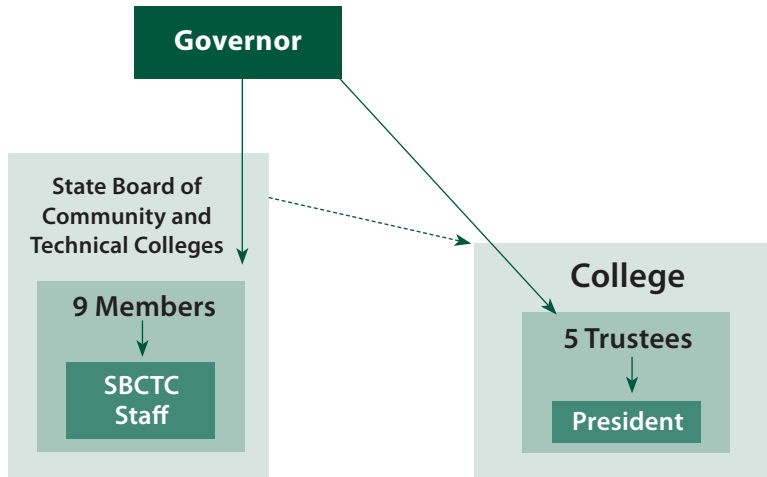 Governor
State Board of
Community and
Technical Colleges
9 Members
SBCTC
Staff
College
5 Trustees
President